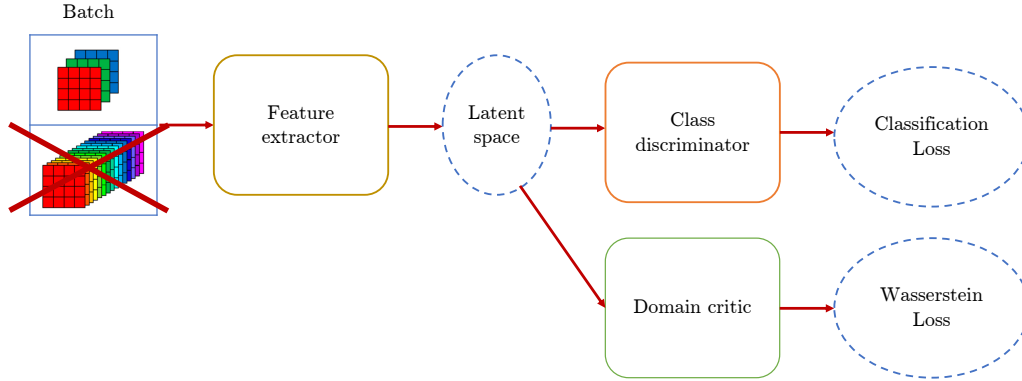 Batch
Feature
extractor
Latent
space
Class
discriminator
Classification
Loss
Domain critic
Wasserstein
Loss